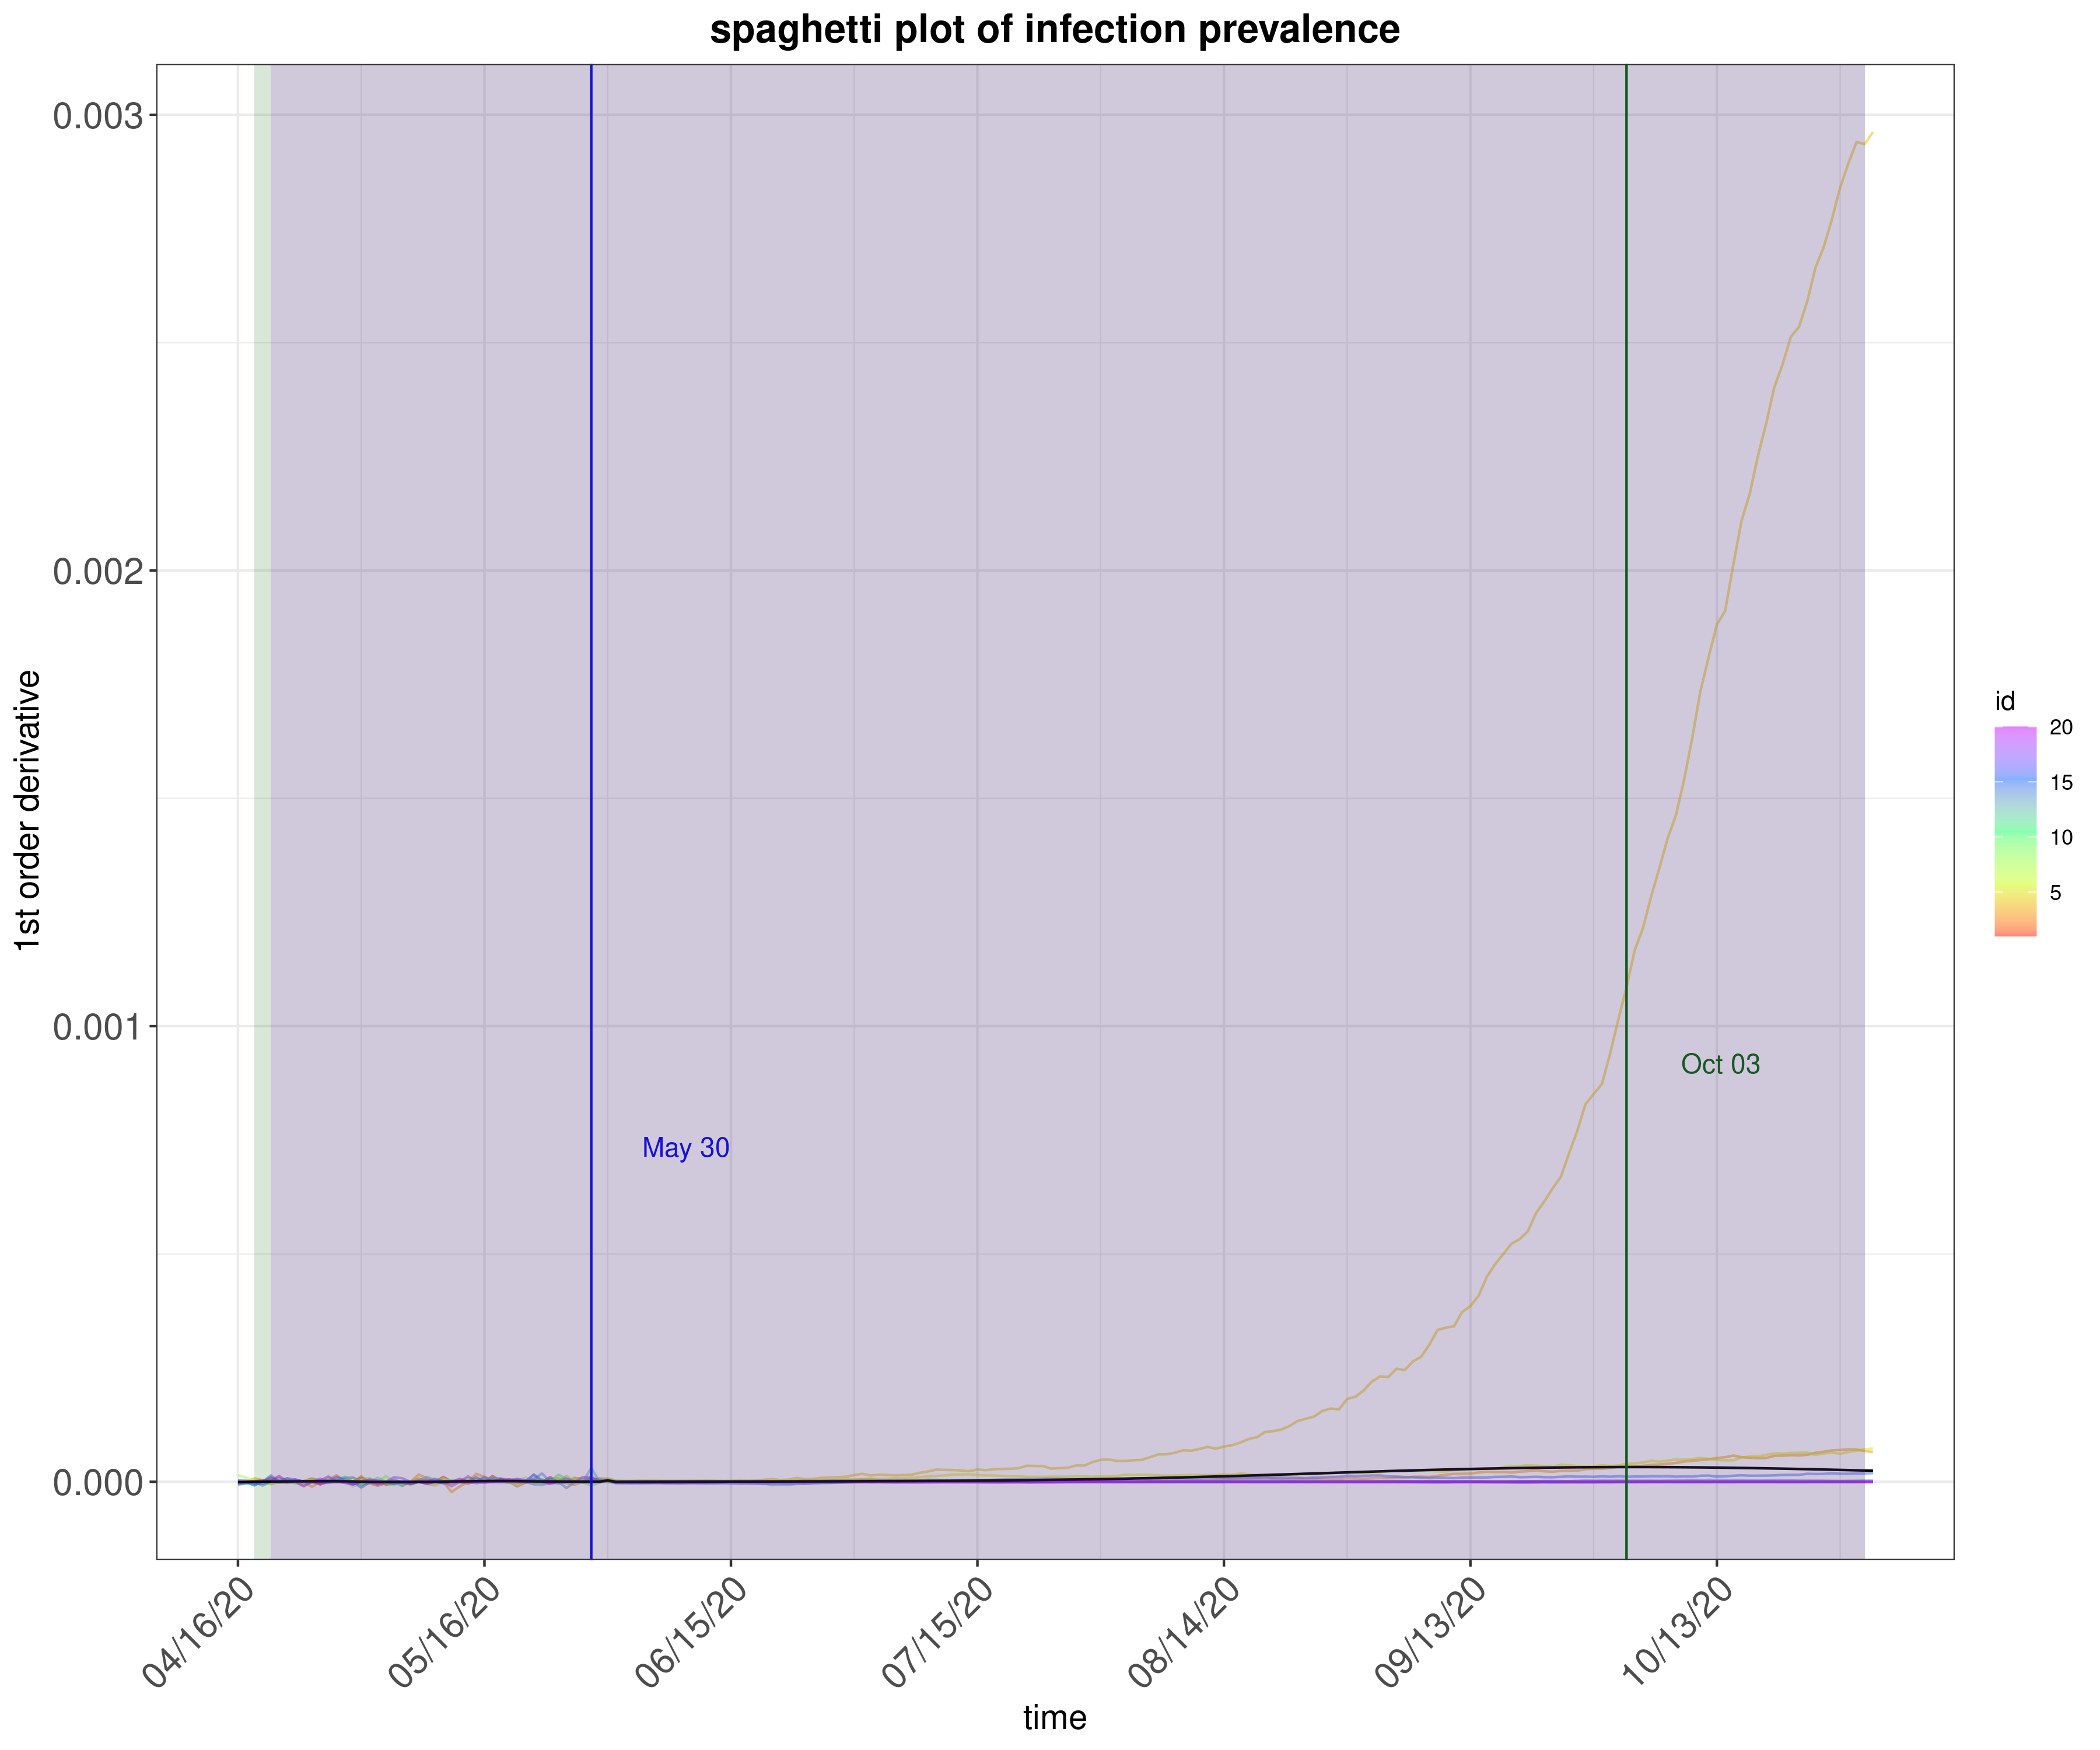 spaghetti plot of infection prevalence
1st order derivative
0.003
0.002
0.001
0.000
May 30
Oct 03
04/16/20
05/16/20
06/15/20
07/15/20
08/14/20
09/13/20
10/13/20
time
id
20
15
10
5